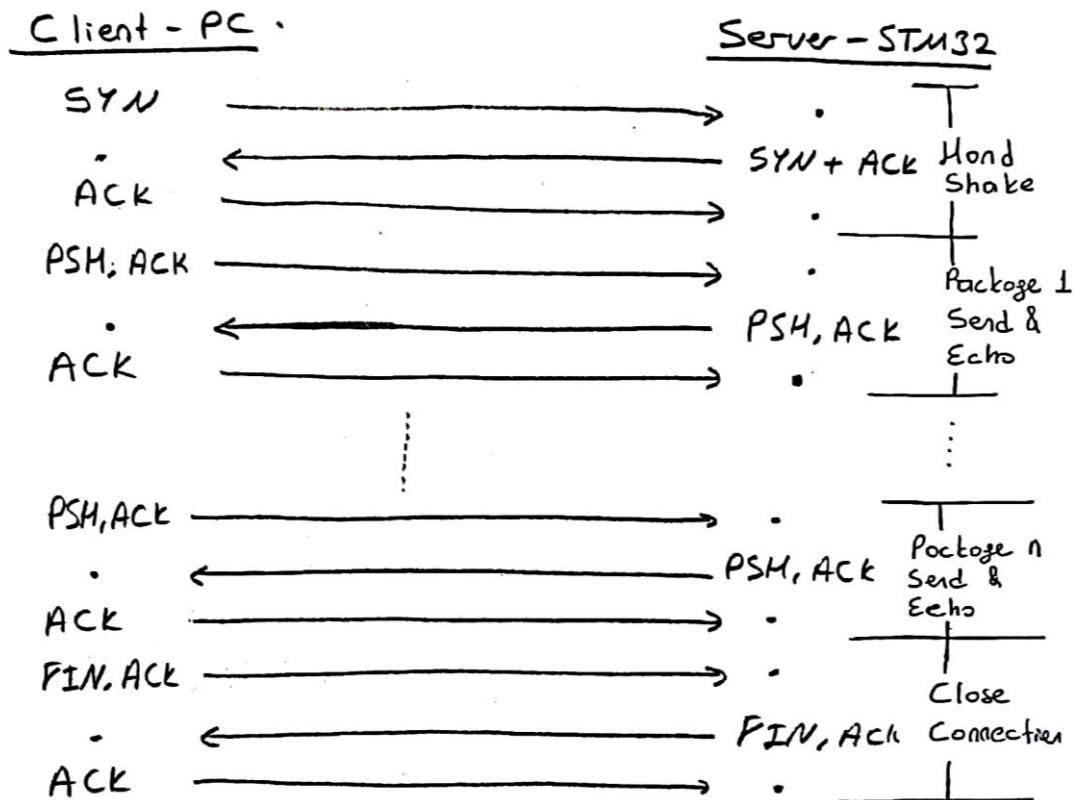 Client - PC
Server - STM32
SYN
SYN + ACK
Hand
Shake
ACK
PSH, ACK
Package 1
Send &
Echo
PSH, ACK
ACK
PSH, ACK
Package n
Send &
Echo
PSH, ACK
ACK
FIN, ACK
Close
Connection
FIN, ACK
ACK